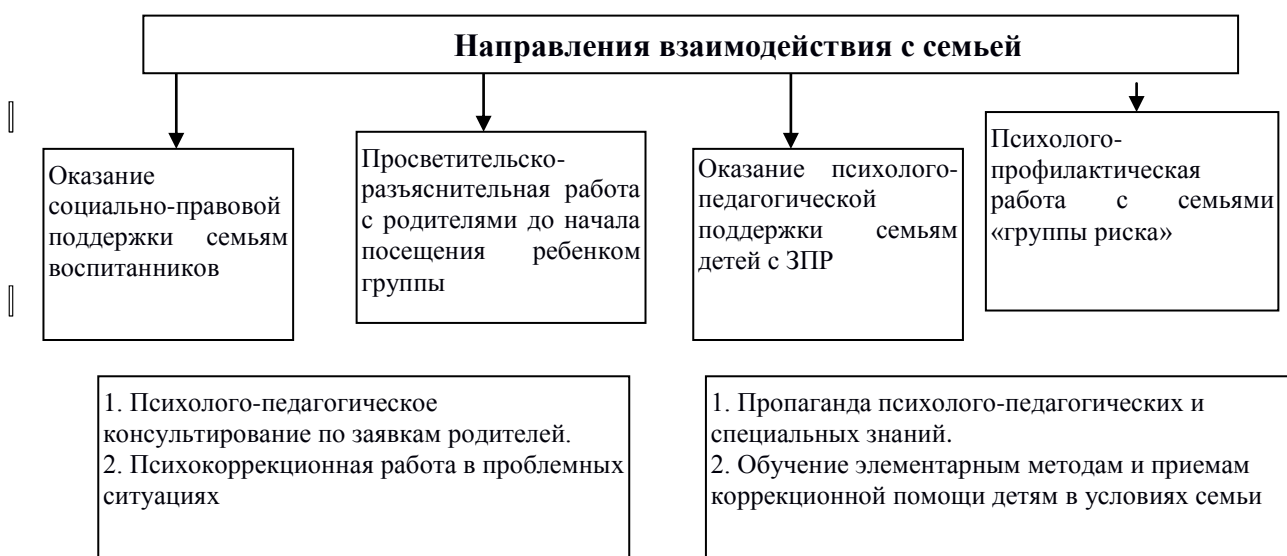 Направления взаимодействия с семьей
Оказание
социально-правовой
поддержки семьям
воспитанников
Просветительско-
разъяснительная работа
с родителями до начала
посещения ребенком
группы
Оказание психолого-
педагогической
поддержки семьям
детей с ЗПР
Психолого-
профилактическая
работа с семьями
«группы риска»
1. Психолого-педагогическое
консультирование по заявкам родителей.
2. Психокоррекционная работа в проблемных
ситуациях
1. Пропаганда психолого-педагогических и
специальных знаний.
2. Обучение элементарным методам и приемам
коррекционной помощи детям в условиях семьи